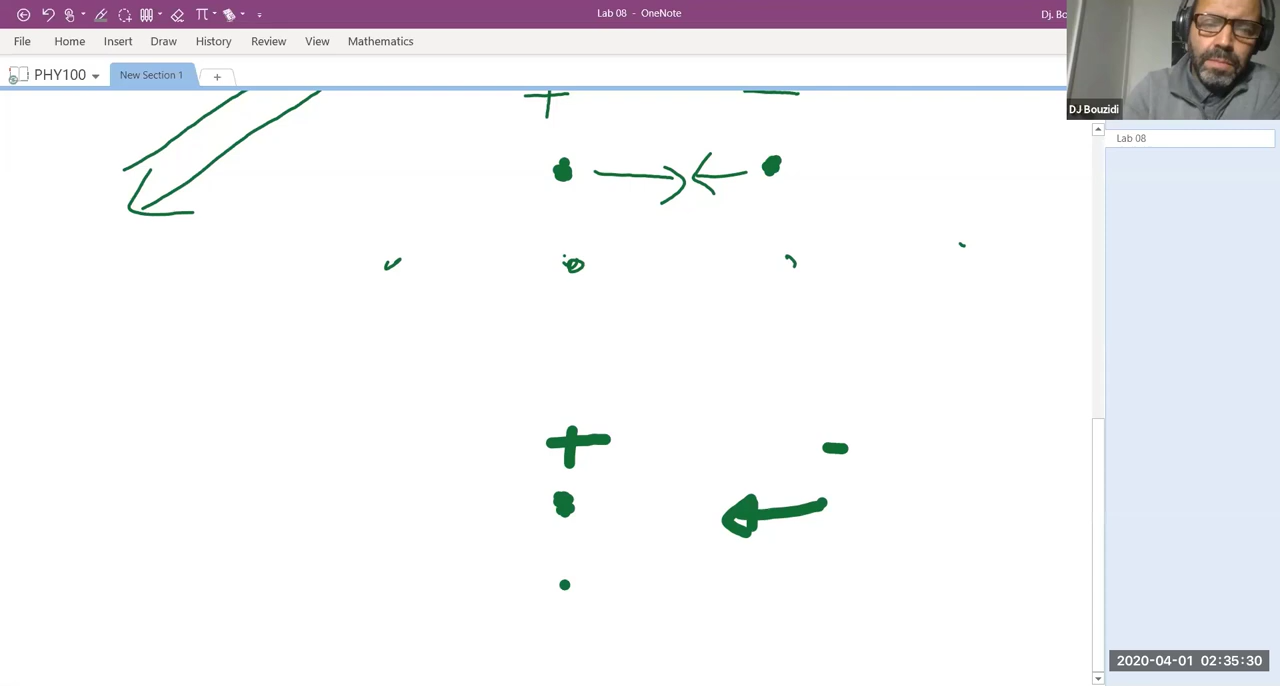 Lab 08 - OneNote
Dj. Bo
File Home Insert Draw History Review View Mathematics
PHY100 New Section 1 +
DJ Bouzidi
Lab 08
+ -
+ -
2020-04-01 02:35:30